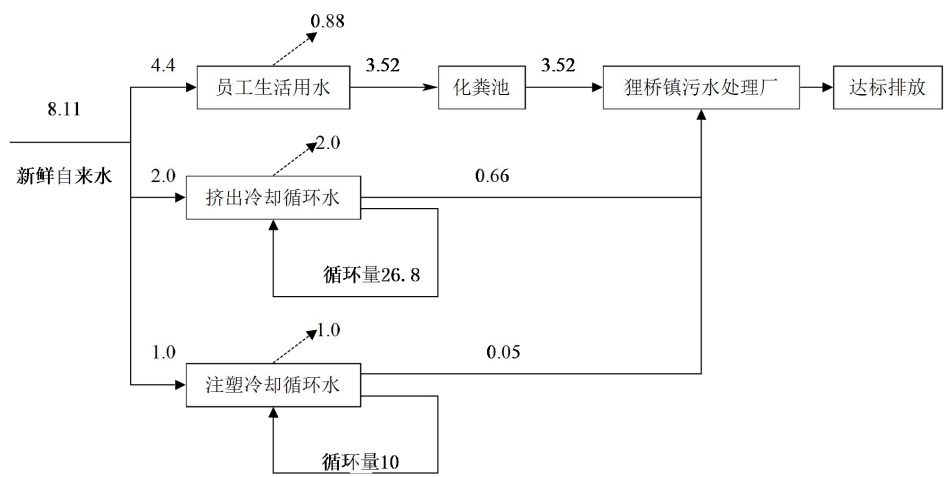 0.88
4.4
员工生活用水
3.52
化粪池
3.52
狸桥镇污水处理厂
达标排放
8.11
新鲜自来水
2.0
2.0
挤出冷却循环水
0.66
循环量26.8
1.0
1.0
注塑冷却循环水
0.05
循环量10